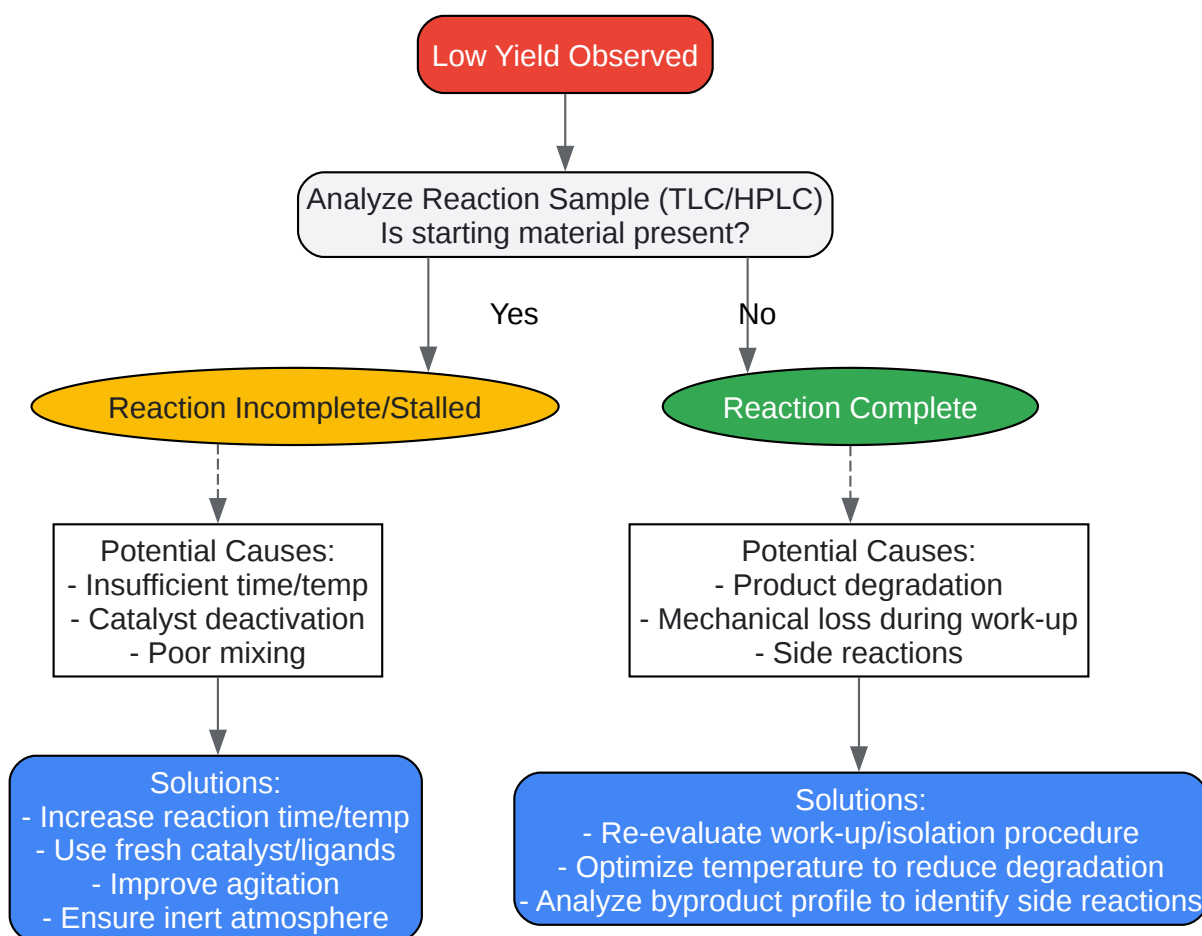 Low Yield Observed
Analyze Reaction Sample (TLC/HPLC)
Is starting material present?
Yes
No
Reaction Incomplete/Stalled
Reaction Complete
Potential Causes:
- Insufficient time/temp
- Catalyst deactivation
- Poor mixing
Potential Causes:
- Product degradation
- Mechanical loss during work-up
- Side reactions
Solutions:
- Increase reaction time/temp
- Use fresh catalyst/ligands
- Improve agitation
- Ensure inert atmosphere
Solutions:
- Re-evaluate work-up/isolation procedure
- Optimize temperature to reduce degradation
- Analyze byproduct profile to identify side reactions